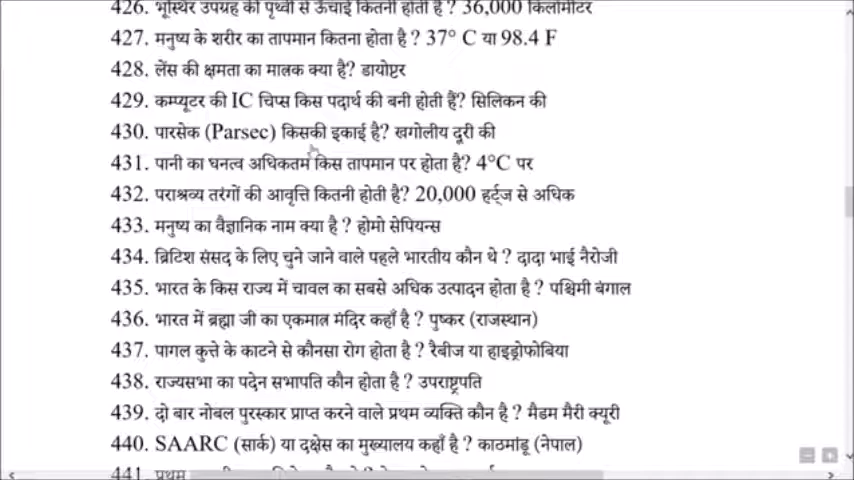 426. भूस्थिर उपग्रह की पृथ्वी से ऊँचाई कितनी होती है ? 36,000 किलोमीटर
427. मनुष्य के शरीर का तापमान कितना होता है ? 37° C या 98.4 F
428. लेंस की क्षमता का मात्रक क्या है? डायोप्टर
429. कम्प्यूटर की IC चिप्स किस पदार्थ की बनी होती हैं? सिलिकन की
430. पारसेक (Parsec) किसकी इकाई है? खगोलीय दूरी की
431. पानी का घनत्व अधिकतम किस तापमान पर होता है? 4°C पर
432. पराश्रव्य तरंगों की आवृत्ति कितनी होती है? 20,000 हर्ट्ज से अधिक
433. मनुष्य का वैज्ञानिक नाम क्या है ? होमो सेपियन्स
434. ब्रिटिश संसद के लिए चुने जाने वाले पहले भारतीय कौन थे ? दादा भाई नैरोजी
435. भारत के किस राज्य में चावल का सबसे अधिक उत्पादन होता है ? पश्चिमी बंगाल
436. भारत में ब्रह्मा जी का एकमात्र मंदिर कहाँ है ? पुष्कर (राजस्थान)
437. पागल कुत्ते के काटने से कौनसा रोग होता है ? रैबीज या हाइड्रोफोबिया
438. राज्यसभा का पदेन सभापति कौन होता है ? उपराष्ट्रपति
439. दो बार नोबल पुरस्कार प्राप्त करने वाले प्रथम व्यक्ति कौन है ? मैडम मैरी क्यूरी
440. SAARC (सार्क) या दक्षेस का मुख्यालय कहाँ है ? काठमांडू (नेपाल)
441. प्रथम